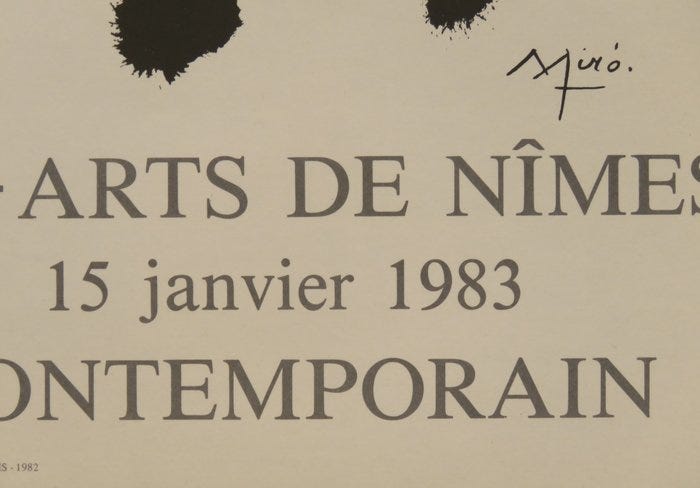 Miró.
-ARTS DE NÎMES
15 janvier 1983
ONTEMPORAIN
S - 1982